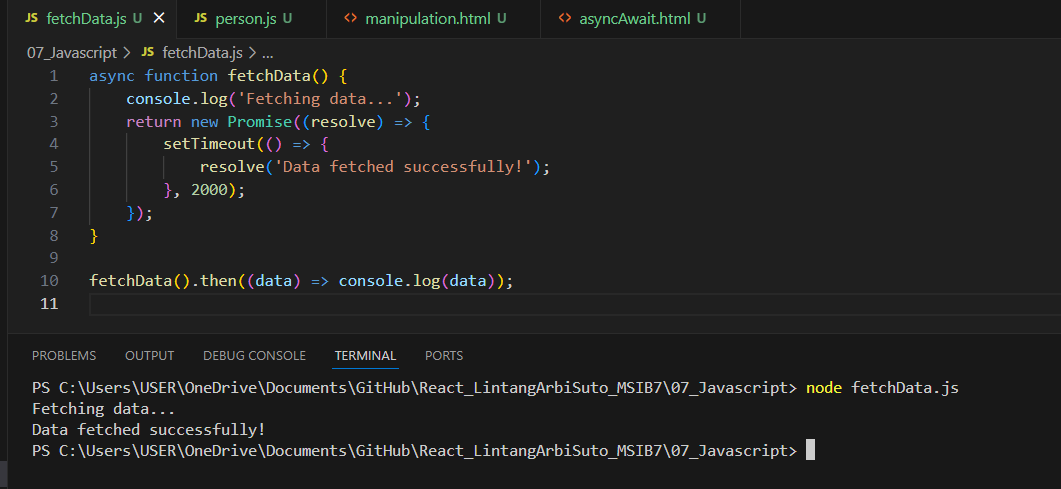 JS fetchData.js U × JS person.js U <> manipulation.html U <> asyncAwait.html U
07_Javascript > JS fetchData.js > ...
1 async function fetchData() {
2     console.log('Fetching data...');
3     return new Promise((resolve) => {
4         setTimeout(() => {
5             resolve('Data fetched successfully!');
6         }, 2000);
7     });
8 }
9
10 fetchData().then((data) => console.log(data));
11
PROBLEMS OUTPUT DEBUG CONSOLE TERMINAL PORTS
PS C:\Users\USER\OneDrive\Documents\GitHub\React_LintangArbiSuto_MSIB7\07_Javascript> node fetchData.js
Fetching data...
Data fetched successfully!
PS C:\Users\USER\OneDrive\Documents\GitHub\React_LintangArbiSuto_MSIB7\07_Javascript>